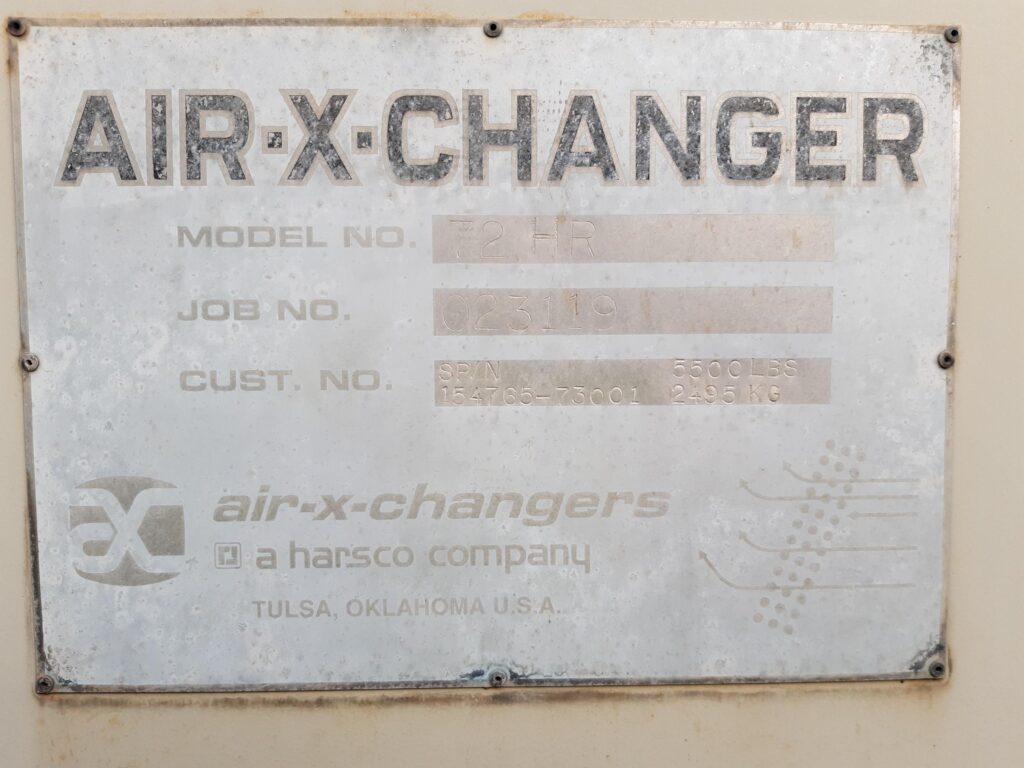 AIR·X·CHANGER
MODEL NO. 72 HR
JOB NO. 023119
CUST. NO. SP/N 5500 LBS
154765-73001 2495 KG
aX air-x-changers
a harsco company
TULSA, OKLAHOMA U.S.A.